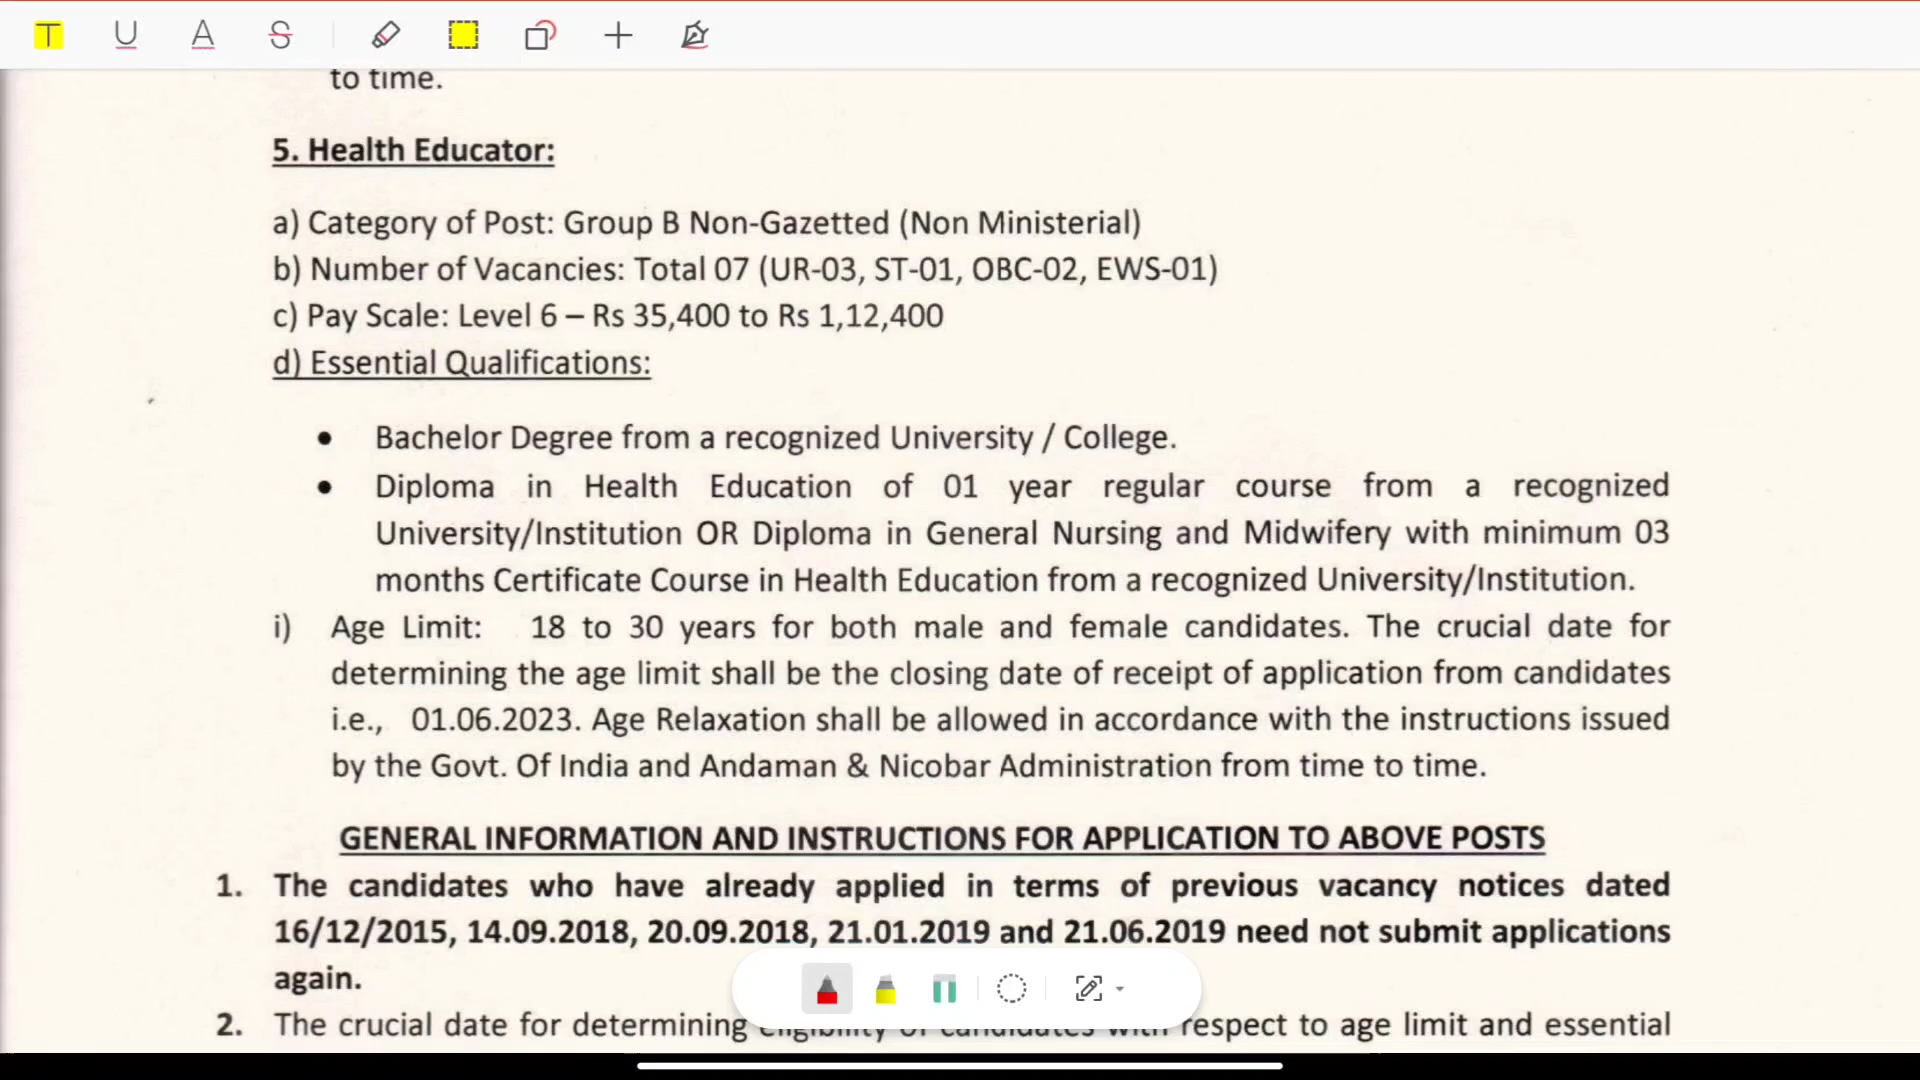 T U A S
to time.
5. Health Educator:
a) Category of Post: Group B Non-Gazetted (Non Ministerial)
b) Number of Vacancies: Total 07 (UR-03, ST-01, OBC-02, EWS-01)
c) Pay Scale: Level 6 – Rs 35,400 to Rs 1,12,400
d) Essential Qualifications:
• Bachelor Degree from a recognized University / College.
• Diploma in Health Education of 01 year regular course from a recognized
University/Institution OR Diploma in General Nursing and Midwifery with minimum 03
months Certificate Course in Health Education from a recognized University/Institution.
i) Age Limit: 18 to 30 years for both male and female candidates. The crucial date for
determining the age limit shall be the closing date of receipt of application from candidates
i.e., 01.06.2023. Age Relaxation shall be allowed in accordance with the instructions issued
by the Govt. Of India and Andaman & Nicobar Administration from time to time.
GENERAL INFORMATION AND INSTRUCTIONS FOR APPLICATION TO ABOVE POSTS
1. The candidates who have already applied in terms of previous vacancy notices dated
16/12/2015, 14.09.2018, 20.09.2018, 21.01.2019 and 21.06.2019 need not submit applications
again.
2. The crucial date for determining eligibility of candidates with respect to age limit and essential